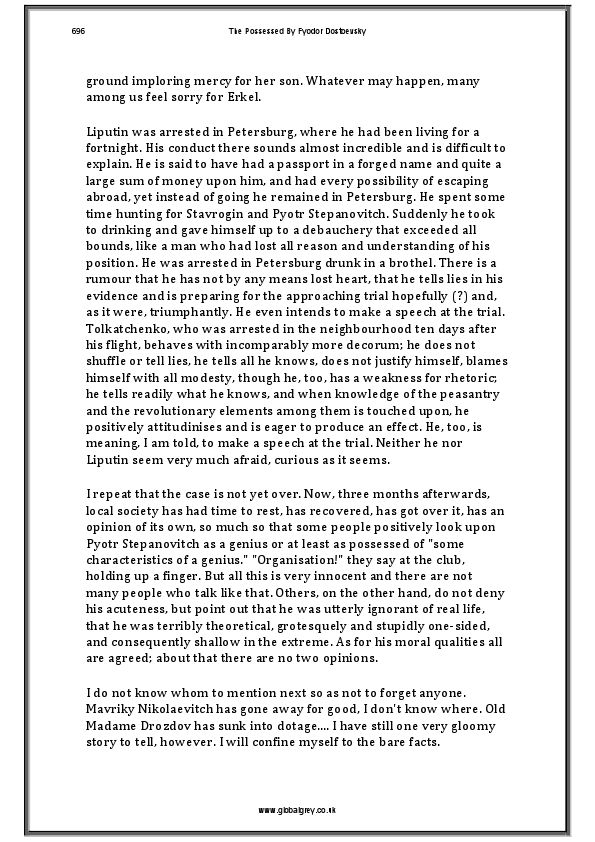 696 The Possessed By Fyodor Dostoevsky
ground imploring mercy for her son. Whatever may happen, many
among us feel sorry for Erkel.
Liputin was arrested in Petersburg, where he had been living for a
fortnight. His conduct there sounds almost incredible and is difficult to
explain. He is said to have had a passport in a forged name and quite a
large sum of money upon him, and had every possibility of escaping
abroad, yet instead of going he remained in Petersburg. He spent some
time hunting for Stavrogin and Pyotr Stepanovitch. Suddenly he took
to drinking and gave himself up to a debauchery that exceeded all
bounds, like a man who had lost all reason and understanding of his
position. He was arrested in Petersburg drunk in a brothel. There is a
rumour that he has not by any means lost heart, that he tells lies in his
evidence and is preparing for the approaching trial hopefully (?) and,
as it were, triumphantly. He even intends to make a speech at the trial.
Tolkatchenko, who was arrested in the neighbourhood ten days after
his flight, behaves with incomparably more decorum; he does not
shuffle or tell lies, he tells all he knows, does not justify himself, blames
himself with all modesty, though he, too, has a weakness for rhetoric;
he tells readily what he knows, and when knowledge of the peasantry
and the revolutionary elements among them is touched upon, he
positively attitudinises and is eager to produce an effect. He, too, is
meaning, I am told, to make a speech at the trial. Neither he nor
Liputin seem very much afraid, curious as it seems.
I repeat that the case is not yet over. Now, three months afterwards,
local society has had time to rest, has recovered, has got over it, has an
opinion of its own, so much so that some people positively look upon
Pyotr Stepanovitch as a genius or at least as possessed of "some
characteristics of a genius." "Organisation!" they say at the club,
holding up a finger. But all this is very innocent and there are not
many people who talk like that. Others, on the other hand, do not deny
his acuteness, but point out that he was utterly ignorant of real life,
that he was terribly theoretical, grotesquely and stupidly one-sided,
and consequently shallow in the extreme. As for his moral qualities all
are agreed; about that there are no two opinions.
I do not know whom to mention next so as not to forget anyone.
Mavriky Nikolaevitch has gone away for good, I don't know where. Old
Madame Drozdov has sunk into dotage.... I have still one very gloomy
story to tell, however. I will confine myself to the bare facts.
www.globalgrey.co.uk